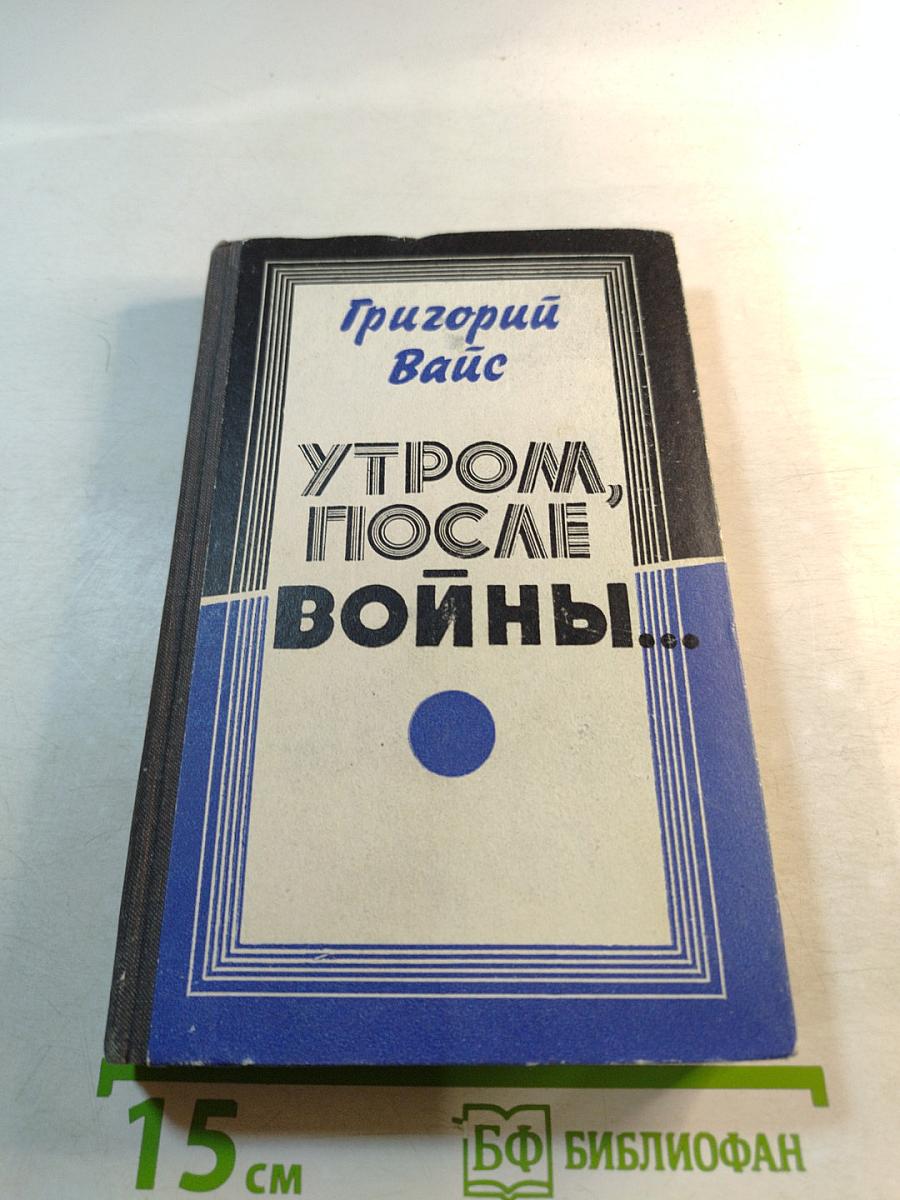 Григорий
Вайс
УТРОМ,
ПОСЛЕ
ВОЙНЫ...
15 см
БФ БИБЛИОФАН